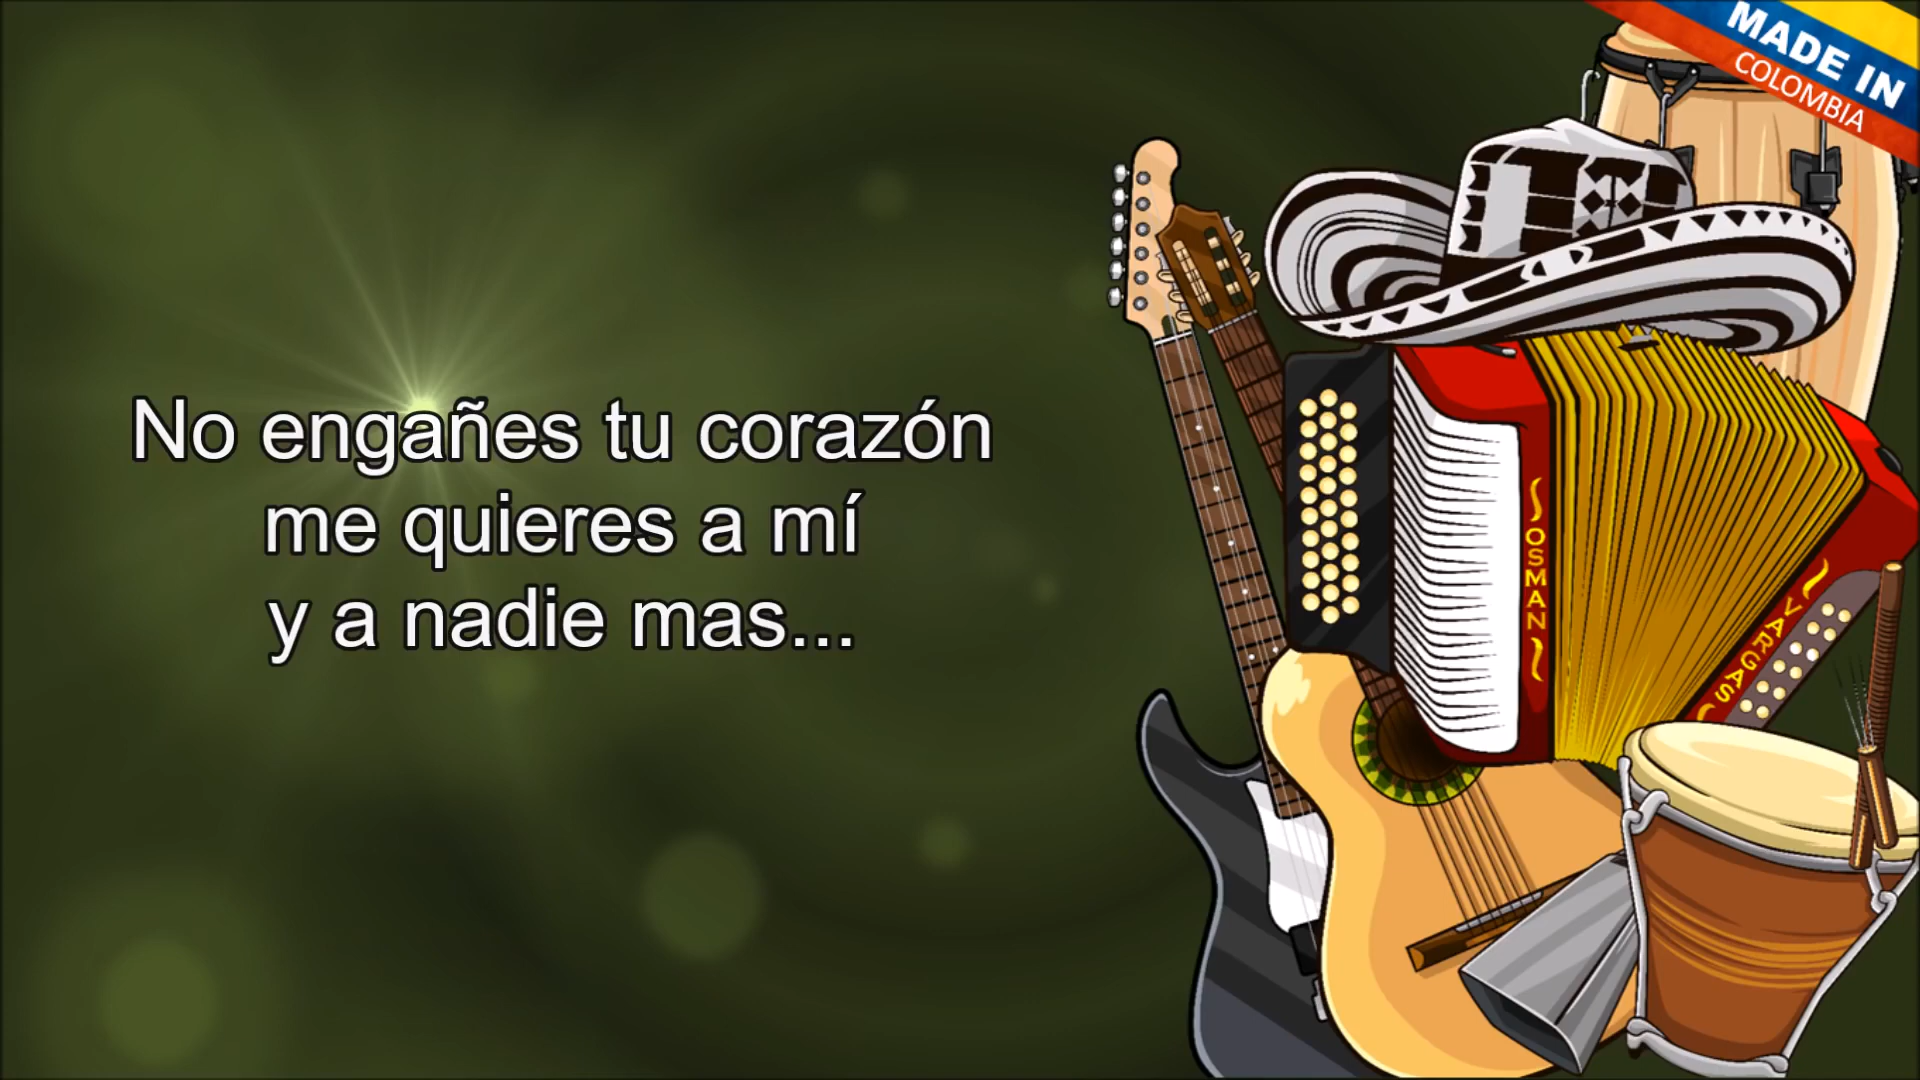 MADE IN
COLOMBIA
No engañes tu corazón
me quieres a mí
y a nadie mas...
OSMAN
VARGAS